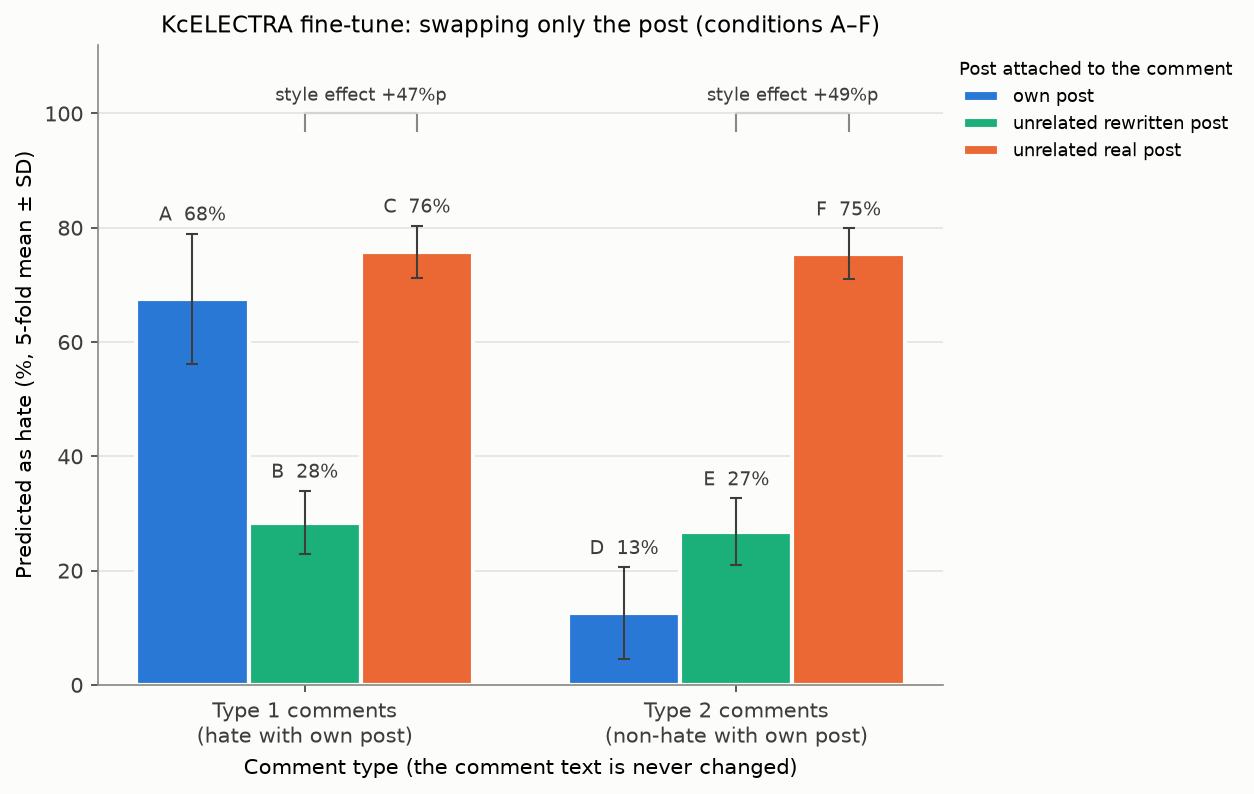 KcELECTRA fine-tune: swapping only the post (conditions A–F)
Post attached to the comment
own post
unrelated rewritten post
unrelated real post
style effect +47%p
style effect +49%p
Predicted as hate (%, 5-fold mean ± SD)
100
80
60
40
20
0
A 68%
B 28%
C 76%
D 13%
E 27%
F 75%
Type 1 comments
(hate with own post)
Type 2 comments
(non-hate with own post)
Comment type (the comment text is never changed)